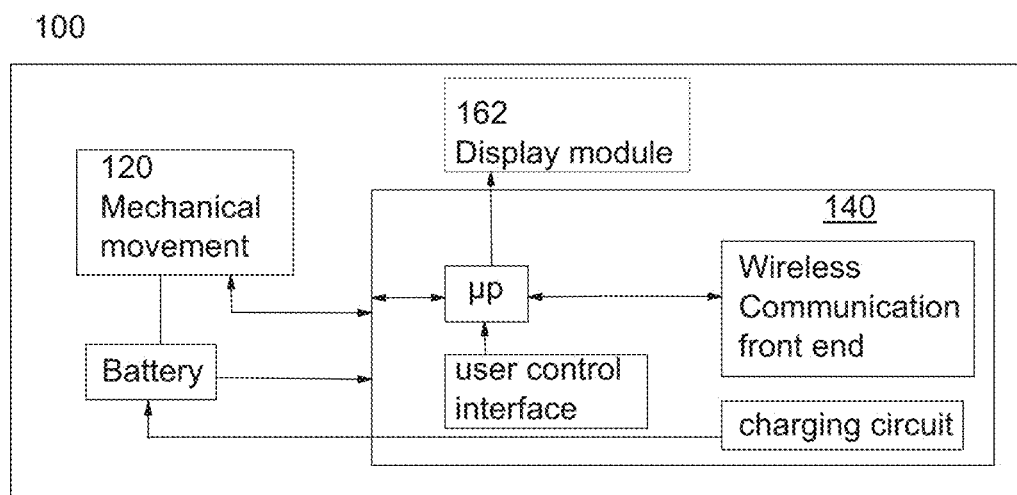 100
162
Display module
120
Mechanical
movement
140
Wireless
Communication
front end
µp
Battery
user control
interface
charging circuit